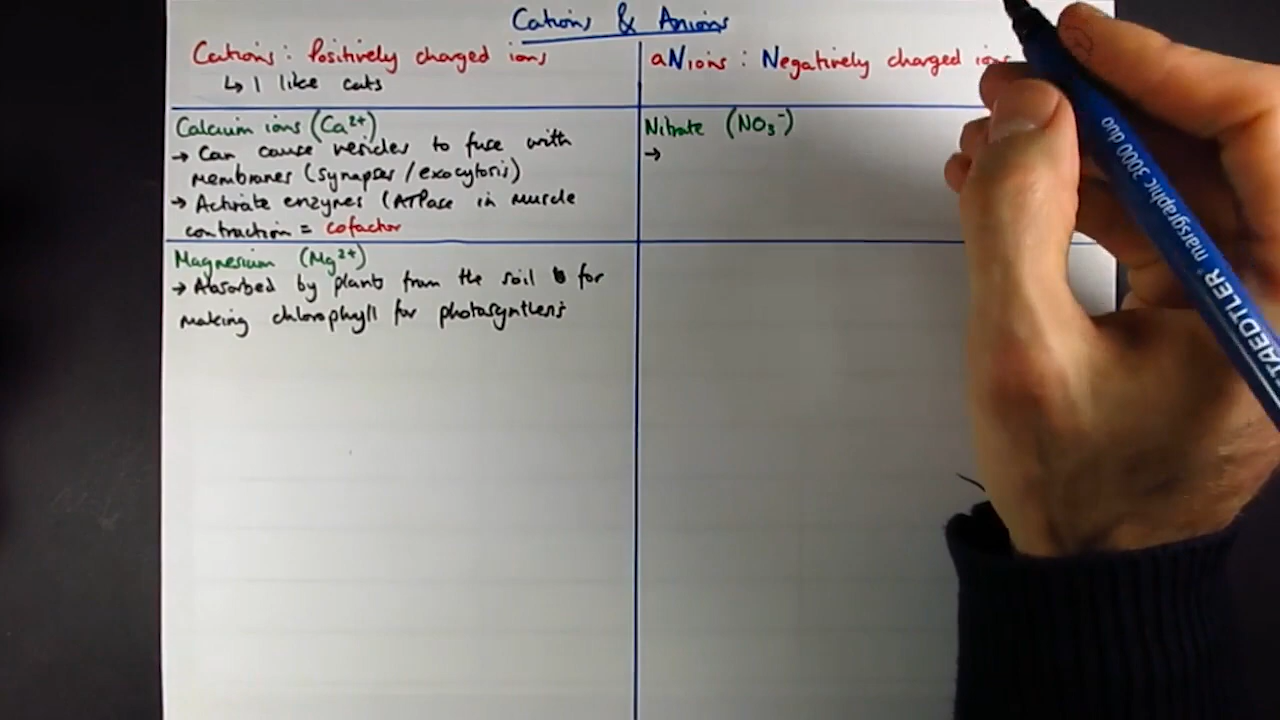 Cations & Anions
Cations : Positively charged ions
↳ I like cats
aNions : Negatively charged ions
Calcium ions (Ca²⁺)
→ Can cause vesicles to fuse with
membranes (synapses / exocytosis)
→ Activate enzymes (ATPase in muscle
contraction = cofactor
Nitrate (NO₃⁻)
→
Magnesium (Mg²⁺)
→ Absorbed by plants from the soil for
making chlorophyll for photosynthesis
STAEDTLER® marsgraphic 3000 duo